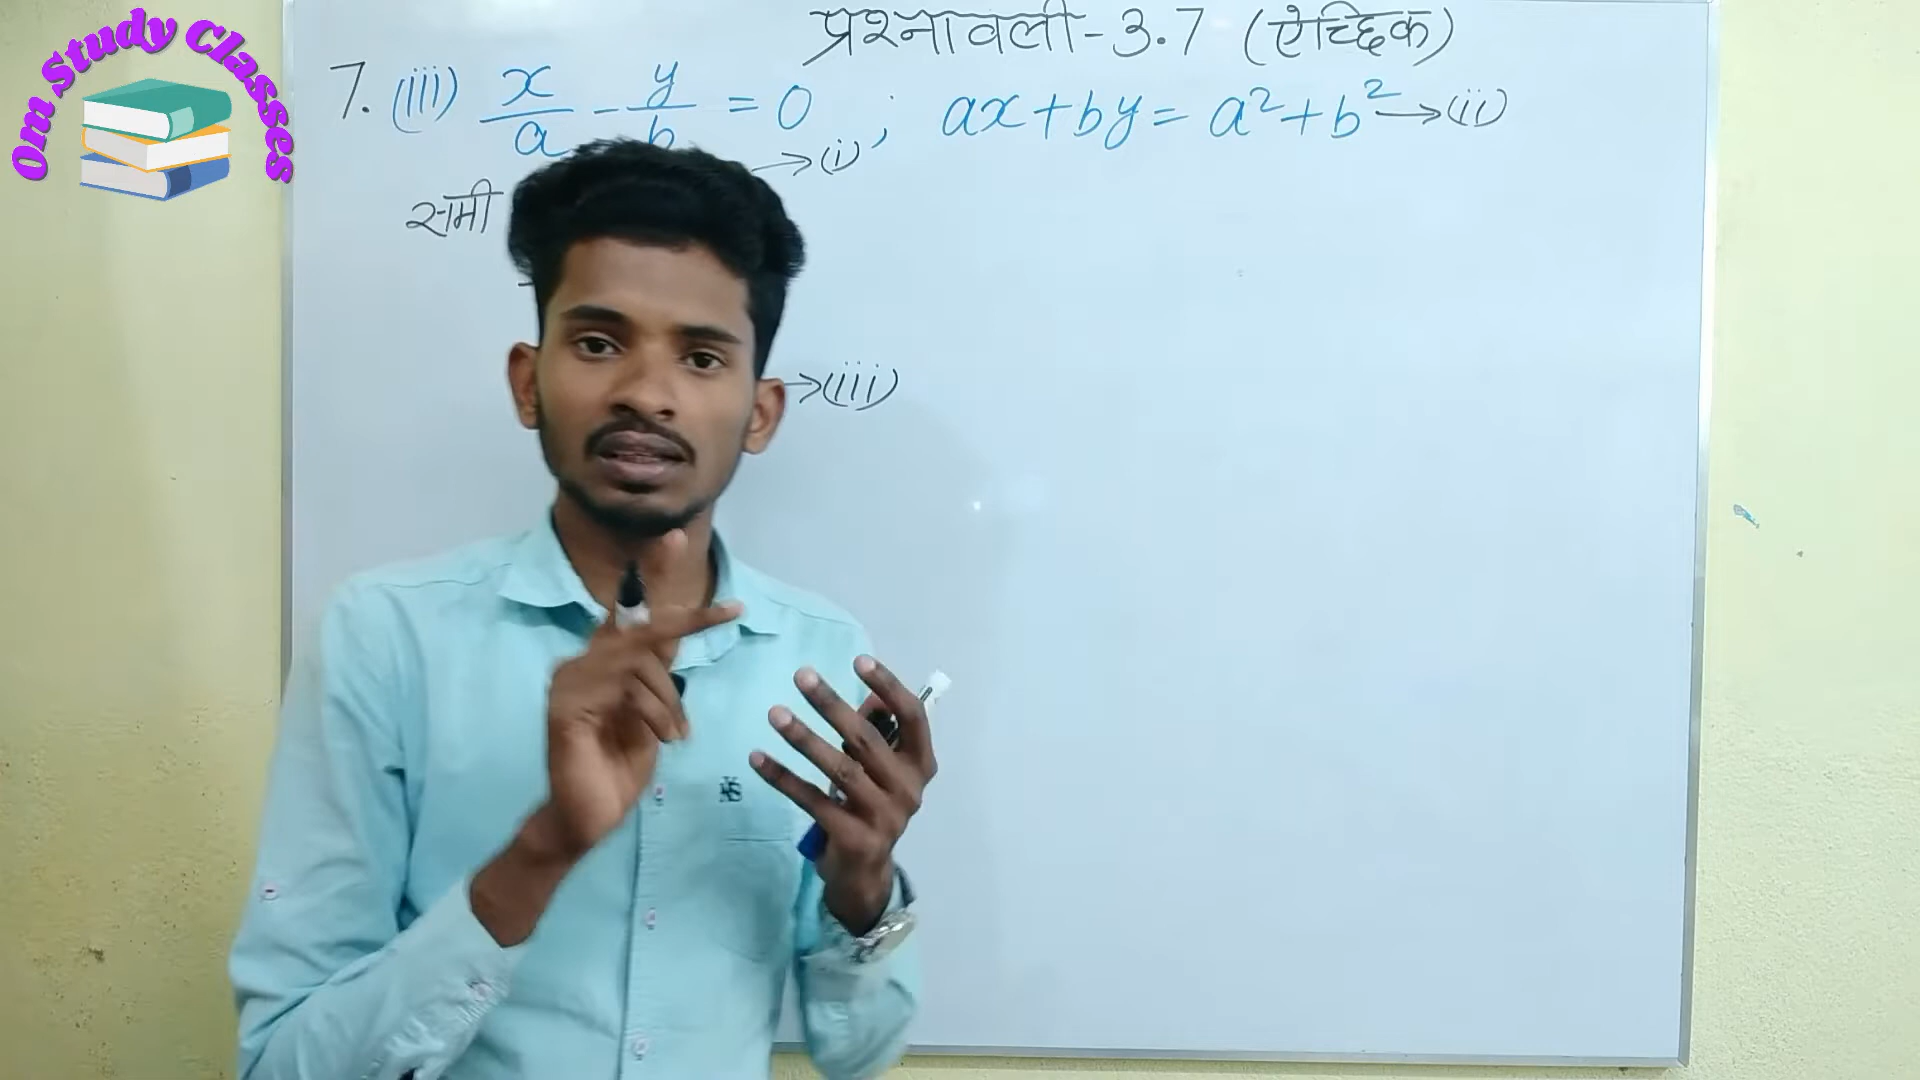 Om Study Classes
प्रश्नावली-3.7 (ऐच्छिक)
7. (iii) x/a - y/b = 0 ; ax+by = a²+b² →(ii)
→(i)
समी
→(iii)